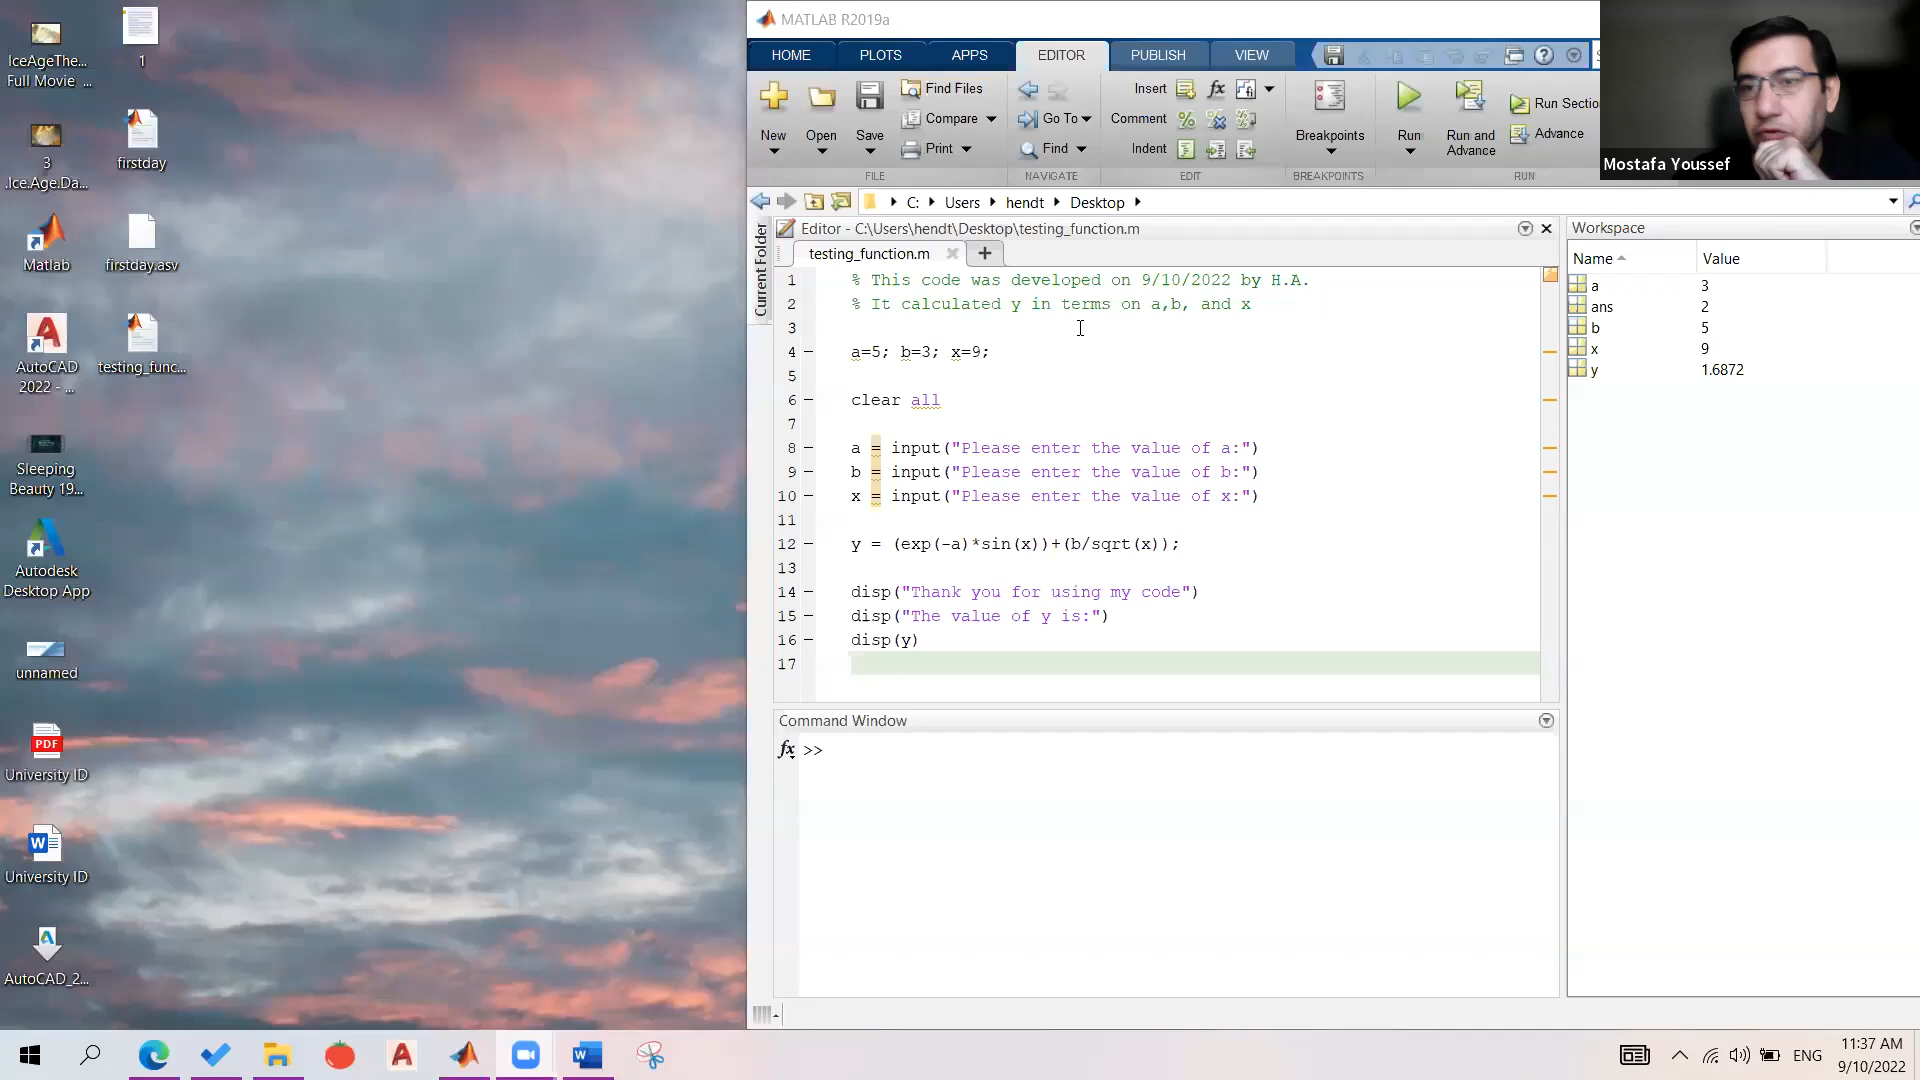 IceAgeThe...
Full Movie ...
1
3
.Ice.Age.Da...
firstday
Matlab
firstday.asv
AutoCAD
2022 - ...
testing_func...
Sleeping
Beauty 19...
Autodesk
Desktop App
unnamed
PDF
University ID
W
University ID
AutoCAD_2...
MATLAB R2019a
HOME
PLOTS
APPS
EDITOR
PUBLISH
VIEW
New
Open
Save
Find Files
Compare
Print
FILE
Go To
Find
NAVIGATE
Insert
fx
Comment
Indent
EDIT
Breakpoints
BREAKPOINTS
Run
Run and
Advance
Run Sectio
Advance
RUN
Mostafa Youssef
C:
Users
hendt
Desktop
Current Folder
Editor - C:\Users\hendt\Desktop\testing_function.m
testing_function.m
1 % This code was developed on 9/10/2022 by H.A.
2 % It calculated y in terms on a,b, and x
3
4 a=5; b=3; x=9;
5
6 clear all
7
8 a = input("Please enter the value of a:")
9 b = input("Please enter the value of b:")
10 x = input("Please enter the value of x:")
11
12 y = (exp(-a)*sin(x))+(b/sqrt(x));
13
14 disp("Thank you for using my code")
15 disp("The value of y is:")
16 disp(y)
17
Command Window
fx >>
Workspace
Name Value
a 3
ans 2
b 5
x 9
y 1.6872
ENG
11:37 AM
9/10/2022